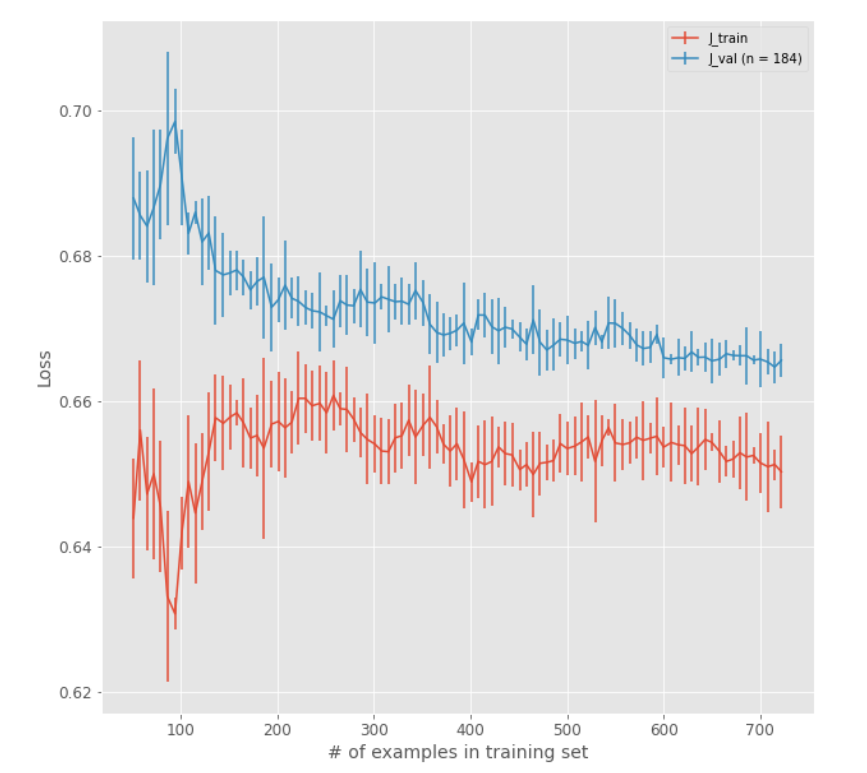 J_train
J_val (n = 184)
0.70
0.68
0.66
0.64
0.62
Loss
100 200 300 400 500 600 700
# of examples in training set